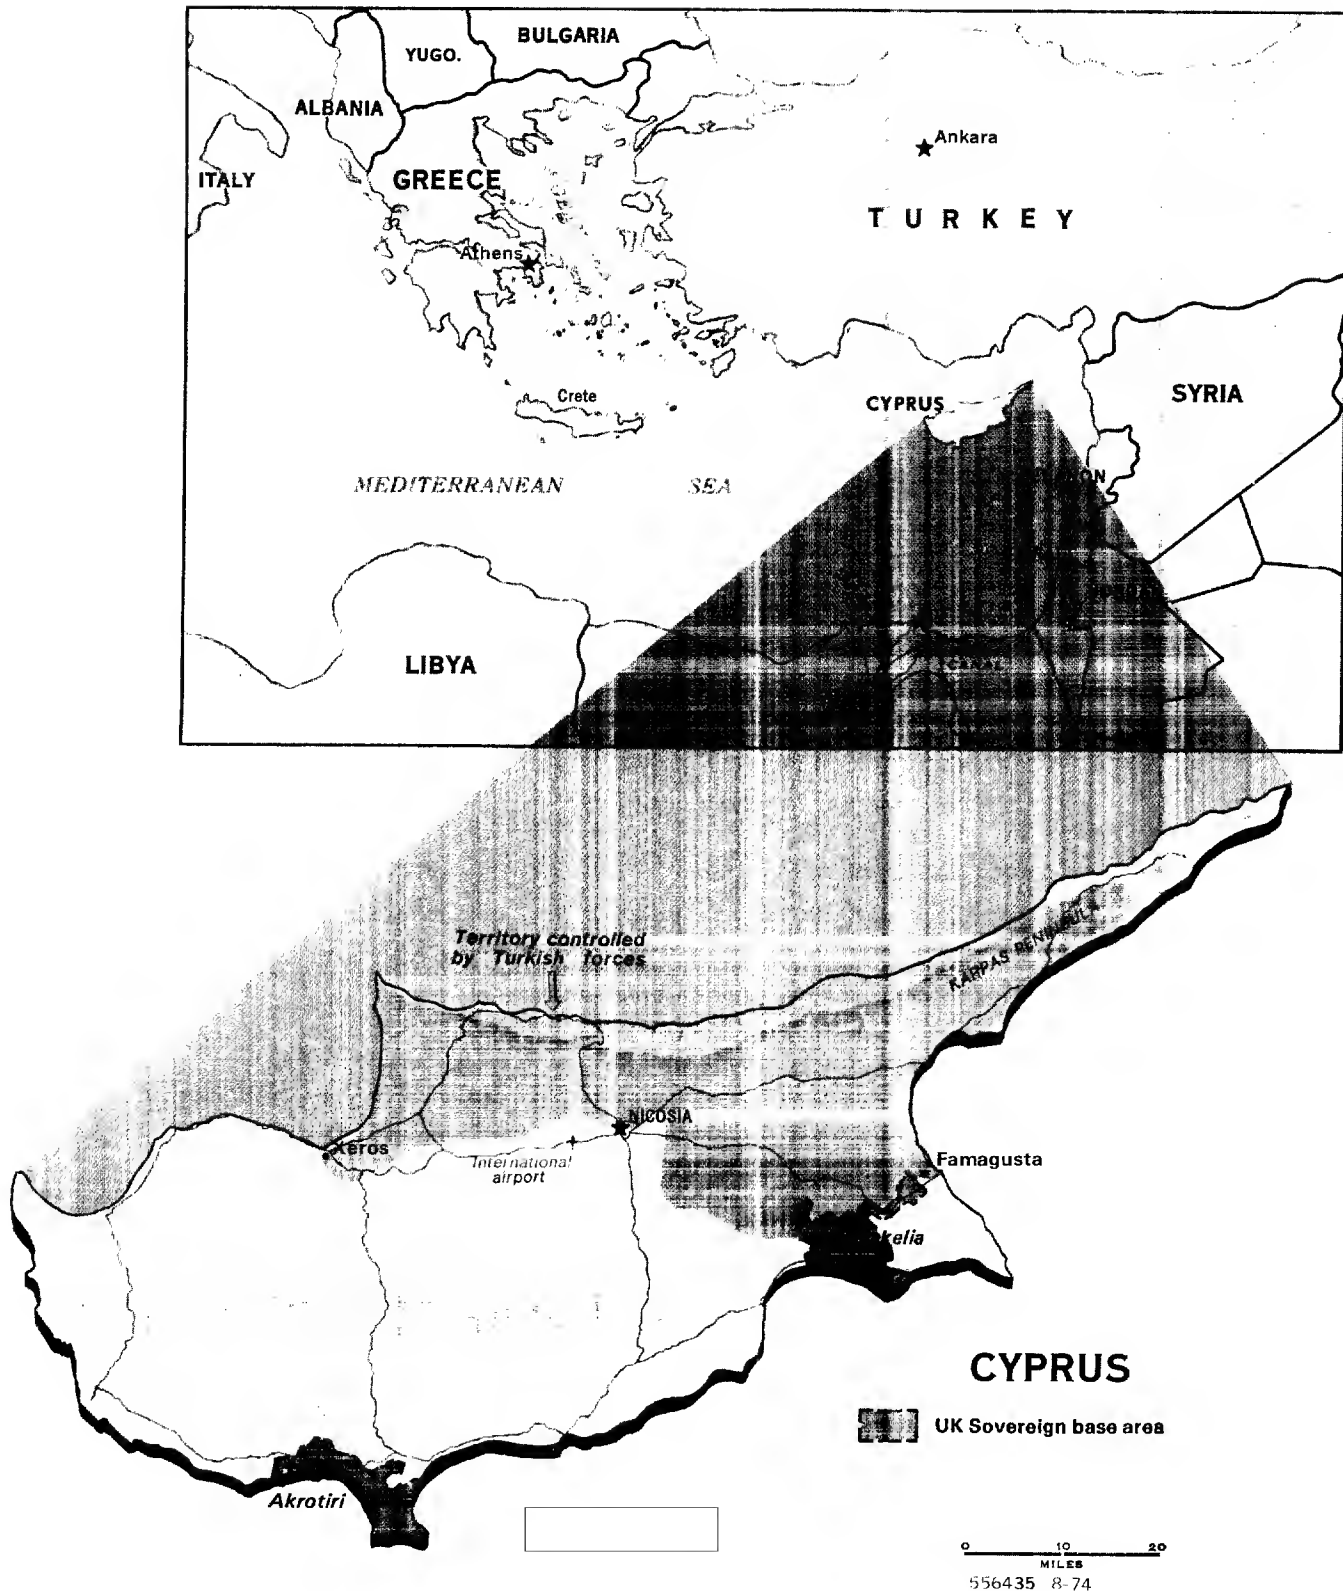 BULGARIA
YUGO.
ALBANIA
Ankara
ITALY
GREECE
TURKEY
Athens
SYRIA
Crete
CYPRUS
MEDITERRANEAN SEA
LIBYA
CANAL
Territory controlled
by Turkish forces
KARPAS PENINSULA
NICOSIA
Xeros
International
airport
Famagusta
CYPRUS
UK Sovereign base area
Akrotiri
0 10 20
MILES
556435 8-74